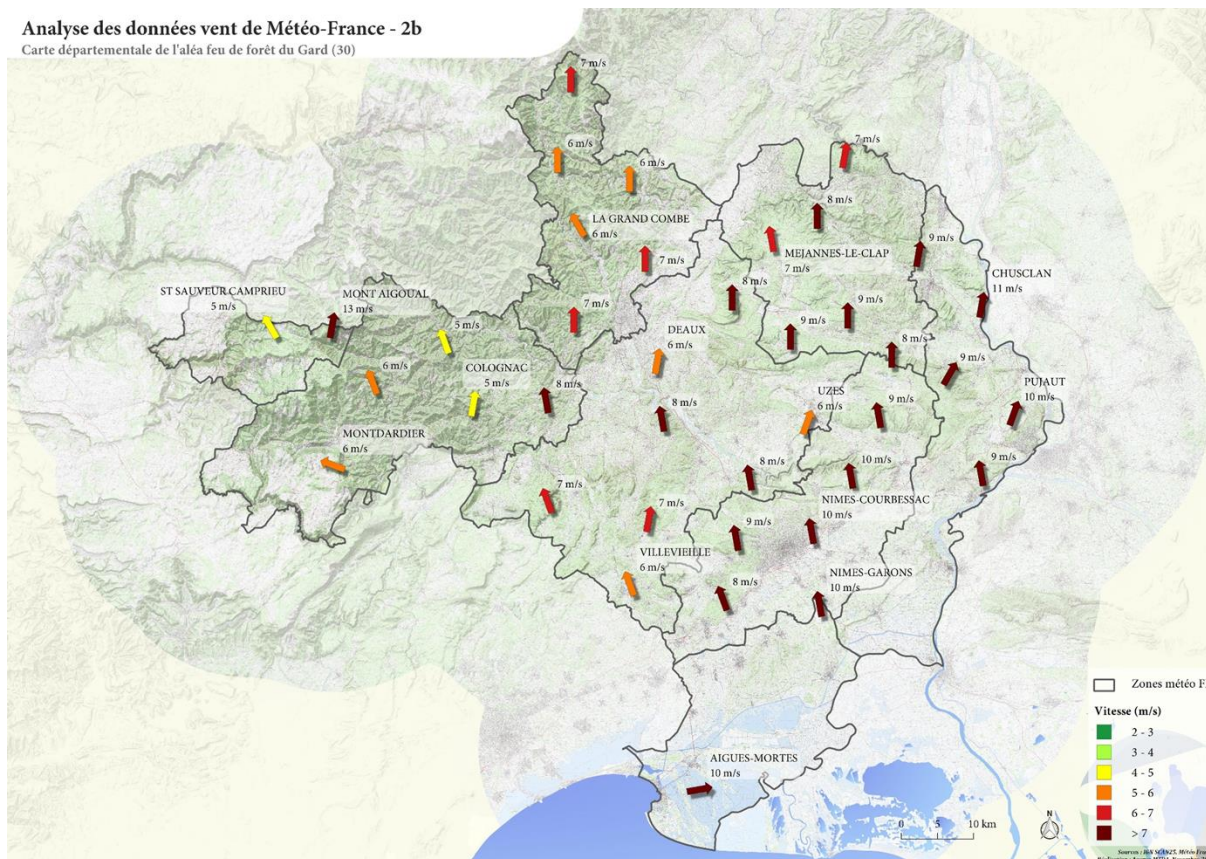 Analyse des données vent de Météo-France - 2b
Carte départementale de l'aléa feu de forêt du Gard (30)
7 m/s
6 m/s
6 m/s
7 m/s
8 m/s
LA GRAND COMBE
6 m/s
7 m/s
MEJANNES-LE-CLAP
7 m/s
9 m/s
CHUSCLAN
11 m/s
ST SAUVEUR CAMPRIEU
5 m/s
MONT AIGOUAL
13 m/s
8 m/s
7 m/s
9 m/s
9 m/s
5 m/s
DEAUX
6 m/s
8 m/s
9 m/s
6 m/s
COLOGNAC
5 m/s
8 m/s
PUJAUT
10 m/s
UZES
6 m/s
9 m/s
8 m/s
MONTDARDIER
6 m/s
8 m/s
10 m/s
9 m/s
7 m/s
7 m/s
NIMES-COURBESSAC
10 m/s
9 m/s
VILLEVIEILLE
6 m/s
8 m/s
NIMES-GARONS
10 m/s
AIGUES-MORTES
10 m/s
Zones météo F
Vitesse (m/s)
2 - 3
3 - 4
4 - 5
5 - 6
6 - 7
> 7
N
0 5 10 km
Sources : IGN SCAN25, Météo Fran